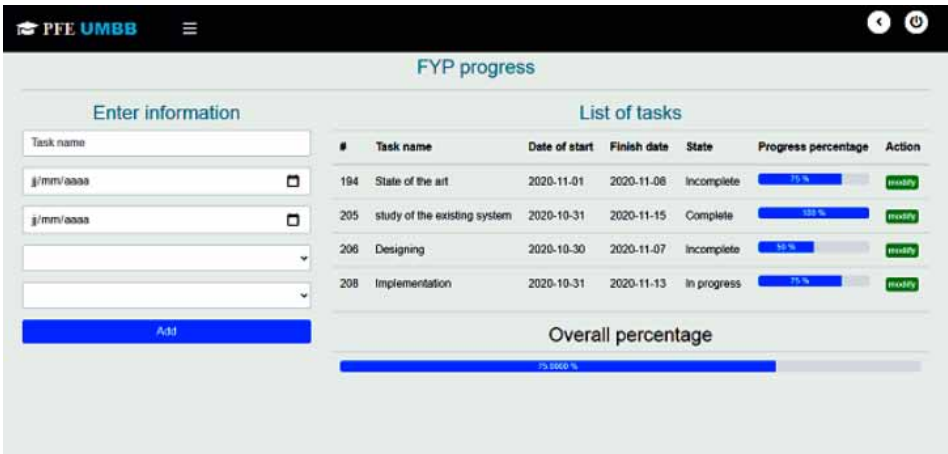 PFE UMBB
FYP progress
Enter information
Task name
jj/mm/aaaa
jj/mm/aaaa
Add
List of tasks
# Task name Date of start Finish date State Progress percentage Action
194 State of the art 2020-11-01 2020-11-08 Incomplete 75 % modify
205 study of the existing system 2020-10-31 2020-11-15 Complete 100 % modify
206 Designing 2020-10-30 2020-11-07 Incomplete 50 % modify
208 Implementation 2020-10-31 2020-11-13 In progress 75 % modify
Overall percentage
75.0000 %